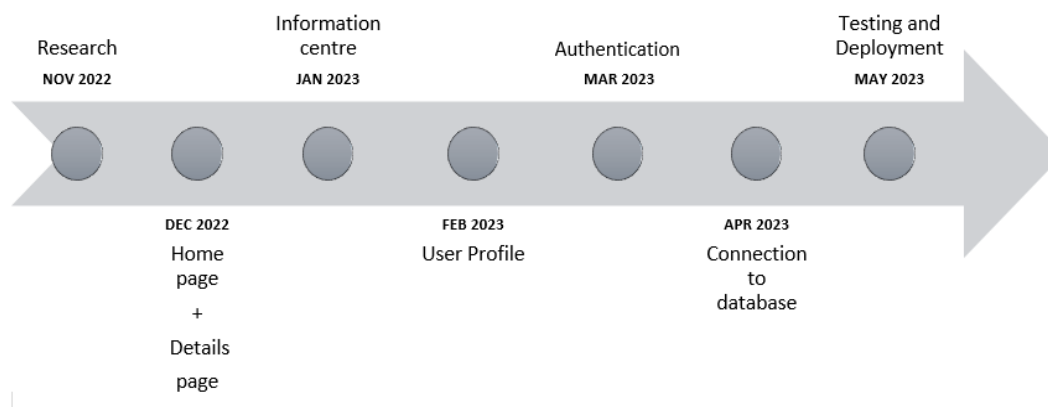 Research
NOV 2022
Information
centre
JAN 2023
Authentication
MAR 2023
Testing and
Deployment
MAY 2023
DEC 2022
Home
page
+
Details
page
FEB 2023
User Profile
APR 2023
Connection
to
database